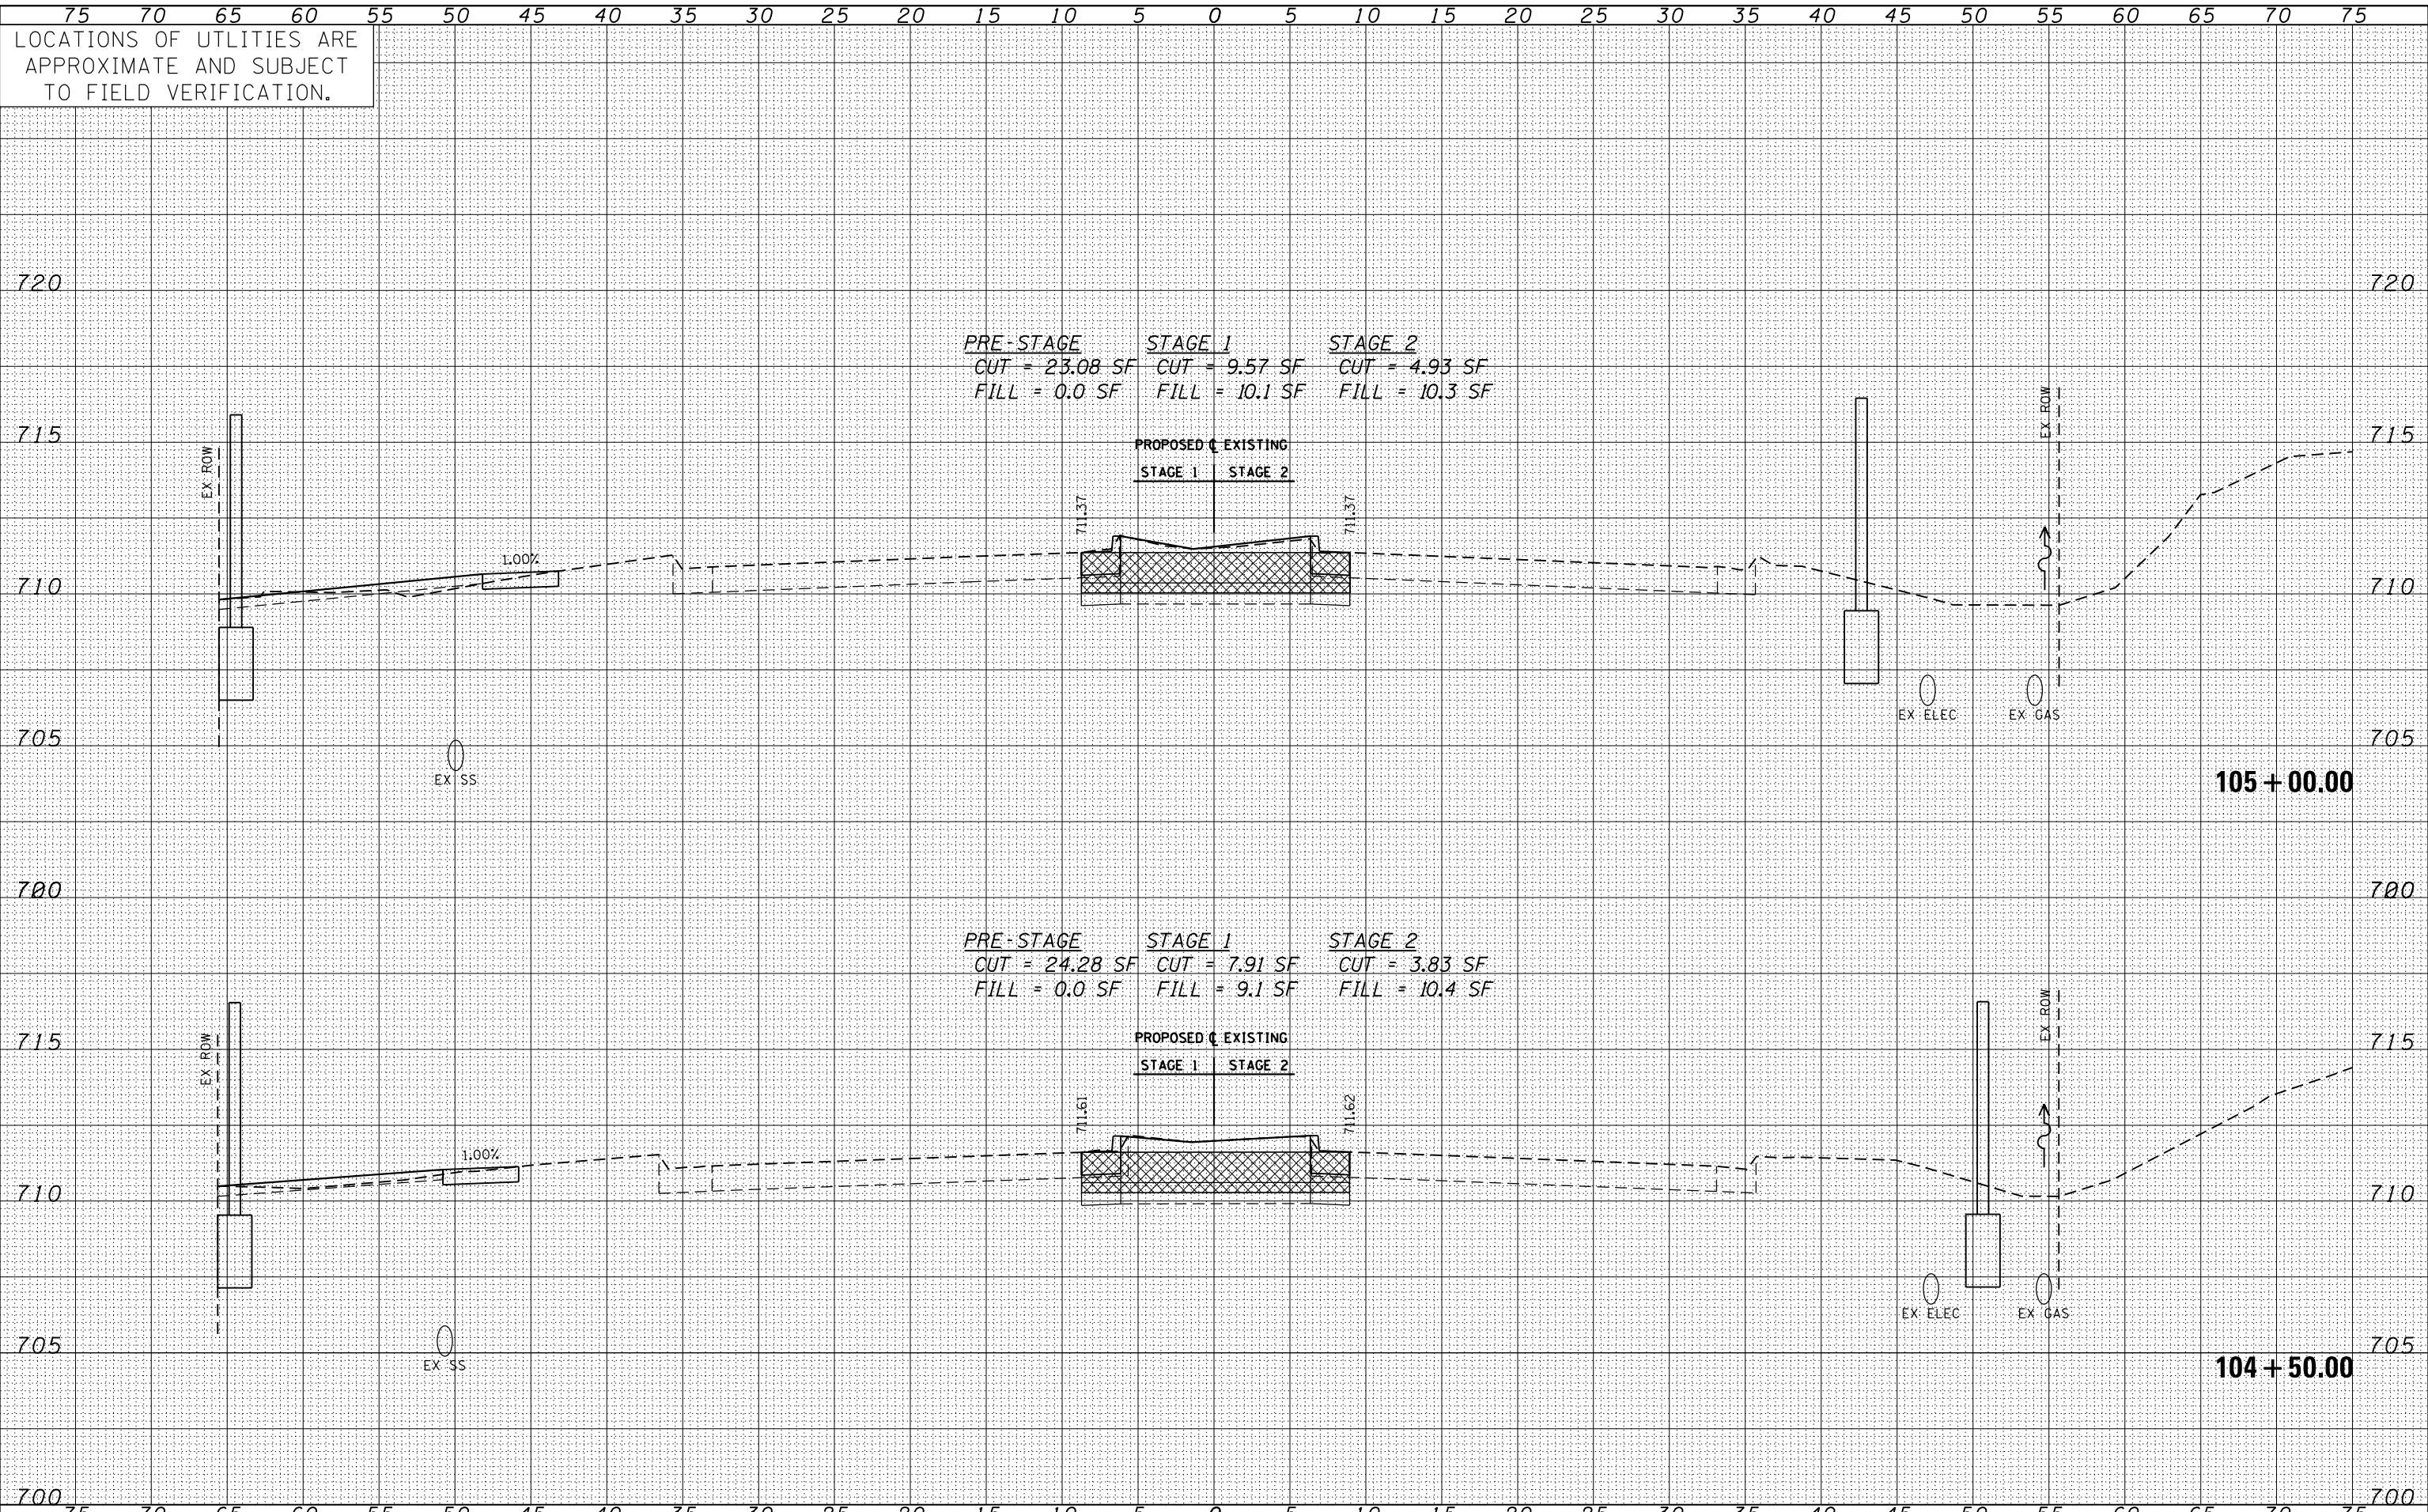 75 70 65 60 55 50 45 40 35 30 25 20 15 10 5 0 5 10 15 20 25 30 35 40 45 50 55 60 65 70 75
LOCATIONS OF UTLITIES ARE
APPROXIMATE AND SUBJECT
TO FIELD VERIFICATION.
720 720
PRE-STAGE STAGE 1 STAGE 2
CUT = 23.08 SF CUT = 9.57 SF CUT = 4.93 SF
FILL = 0.0 SF FILL = 10.1 SF FILL = 10.3 SF
EX ROW
EX ROW
715 715
PROPOSED ℄ EXISTING
STAGE 1 STAGE 2
711.37 711.37
1.00%
710 710
EX ELEC EX GAS
705 705
EX SS
105+00.00
700 700
PRE-STAGE STAGE 1 STAGE 2
CUT = 24.28 SF CUT = 7.91 SF CUT = 3.83 SF
FILL = 0.0 SF FILL = 9.1 SF FILL = 10.4 SF
EX ROW
EX ROW
715 715
PROPOSED ℄ EXISTING
STAGE 1 STAGE 2
711.61 711.62
1.00%
710 710
EX ELEC EX GAS
705 705
EX SS
104+50.00
700 700
75 70 65 60 55 50 45 40 35 30 25 20 15 10 5 0 5 10 15 20 25 30 35 40 45 50 55 60 65 70 75